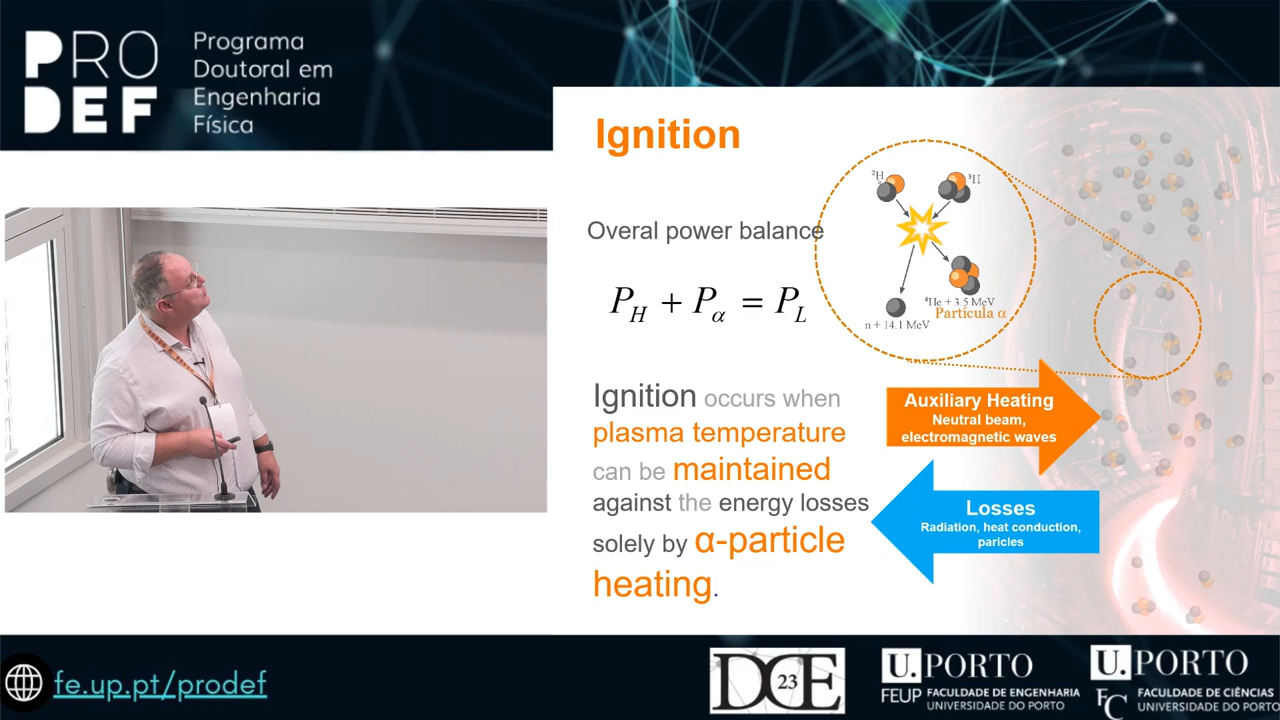 PRO
DEF
Programa
Doutoral em
Engenharia
Física
Ignition
Overal power balance
P_H + P_α = P_L
²H
³H
⁴He + 3.5 MeV
Partícula α
n + 14.1 MeV
Ignition occurs when
plasma temperature
can be maintained
against the energy losses
solely by α-particle
heating.
Auxiliary Heating
Neutral beam,
electromagnetic waves
Losses
Radiation, heat conduction,
paricles
fe.up.pt/prodef
DCE
23
U.PORTO
FEUP FACULDADE DE ENGENHARIA
UNIVERSIDADE DO PORTO
U.PORTO
FC FACULDADE DE CIÊNCIAS
UNIVERSIDADE DO PORTO